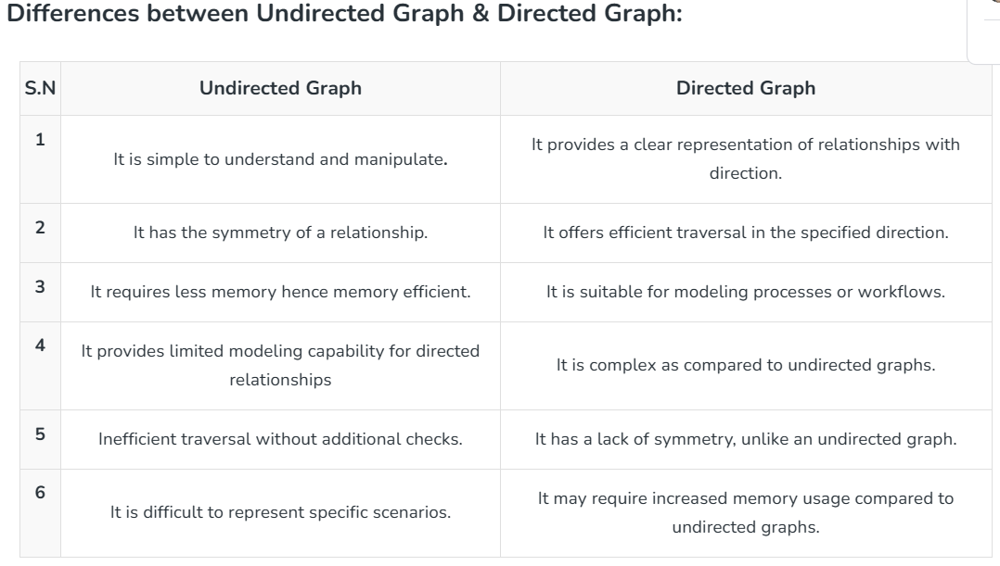 Differences between Undirected Graph & Directed Graph:
S.N
Undirected Graph
Directed Graph
1
It is simple to understand and manipulate.
It provides a clear representation of relationships with
direction.
2
It has the symmetry of a relationship.
It offers efficient traversal in the specified direction.
3
It requires less memory hence memory efficient.
It is suitable for modeling processes or workflows.
4
It provides limited modeling capability for directed
relationships
It is complex as compared to undirected graphs.
5
Inefficient traversal without additional checks.
It has a lack of symmetry, unlike an undirected graph.
6
It is difficult to represent specific scenarios.
It may require increased memory usage compared to
undirected graphs.